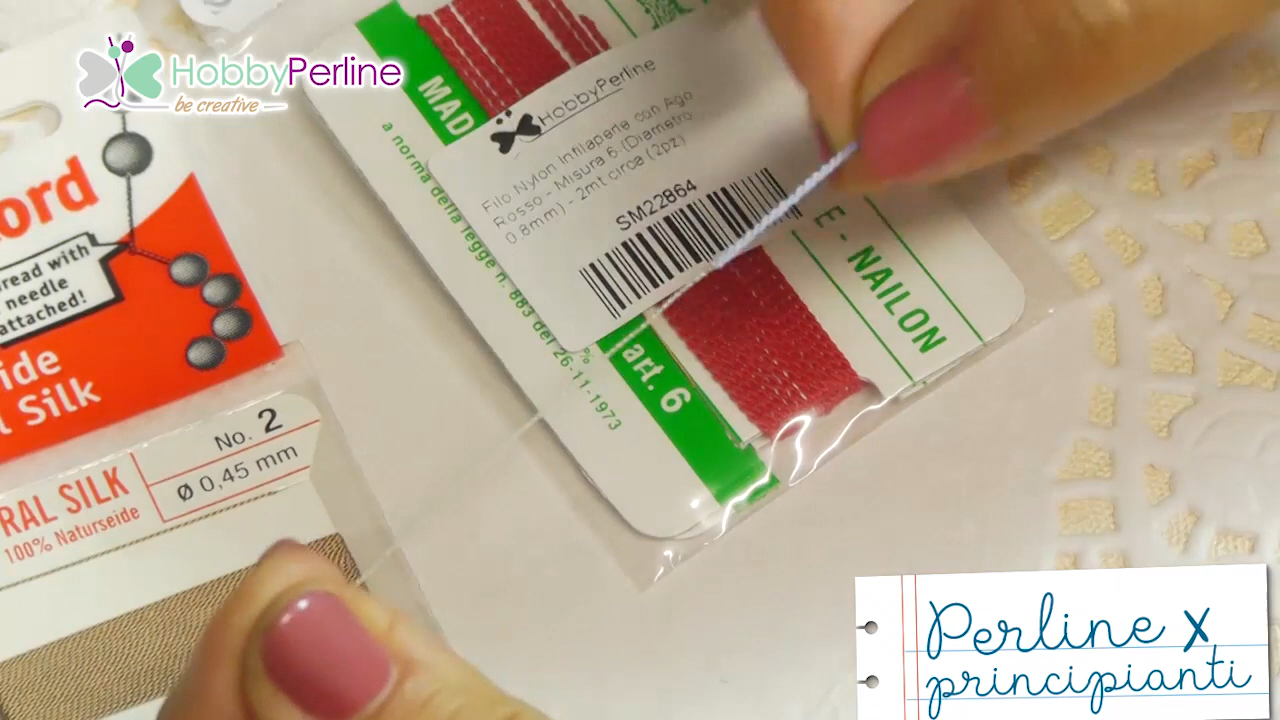 HobbyPerline
be creative
MAD
a norma della legge n. 883 del 26-11-1973
HobbyPerline
Filo Nylon Infilaperle con Ago
Rosso - Misura 6 (Diametro
0.8mm) - 2mt circa (2pz)
SM22864
E - NAILON
%
art. 6
ord
read with
needle
attached!
ide
l Silk
No. 2
ø 0,45 mm
RAL SILK
100% Naturseide
Perline x
principianti